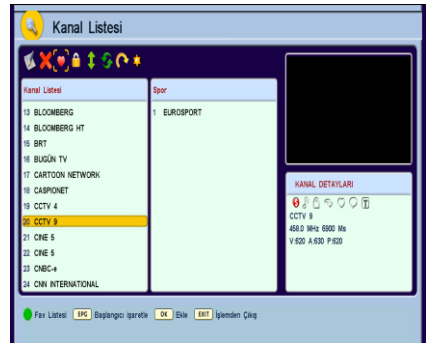 Kanal Listesi
Kanal Listesi
13 BLOOMBERG
14 BLOOMBERG HT
15 BRT
16 BUGÜN TV
17 CARTOON NETWORK
18 CASPIONET
19 CCTV 4
20 CCTV 9
21 CINE 5
22 CINE 5
23 CNBC-e
24 CNN INTERNATIONAL
Spor
1 EUROSPORT
KANAL DETAYLARI
CCTV 9
458.0 MHz 6900 Ms
V:620 A:630 P:620
Fav Listesi EPG Başlangıcı işaretle OK Ekle EXIT İşlemden Çıkış